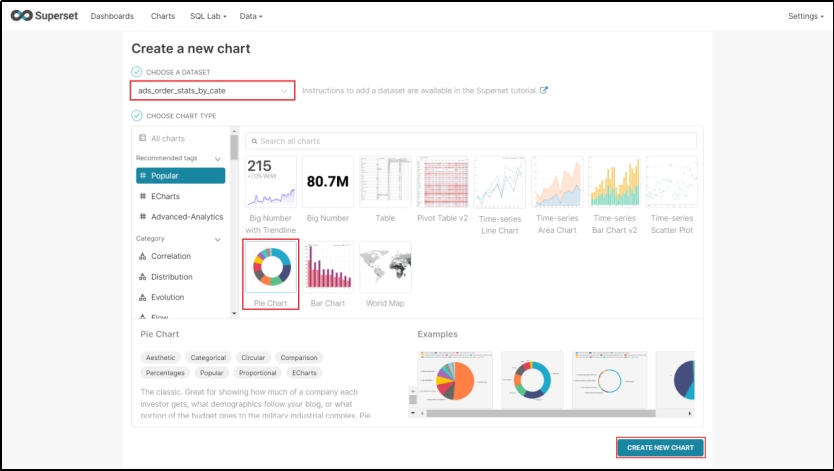 Superset
Dashboards
Charts
SQL Lab
Data
Settings
Create a new chart
CHOOSE A DATASET
ads_order_stats_by_cate
Instructions to add a dataset are available in the Superset tutorial.
CHOOSE CHART TYPE
All charts
Recommended tags
# Popular
# ECharts
# Advanced-Analytics
Category
Correlation
Distribution
Evolution
Flow
Search all charts
215
+70% WoW
Big Number
with Trendline
80.7M
Big Number
Table
Pivot Table v2
Time-series
Line Chart
Time-series
Area Chart
Time-series
Bar Chart v2
Time-series
Scatter Plot
Pie Chart
Bar Chart
World Map
Pie Chart
Aesthetic
Categorical
Circular
Comparison
Percentages
Popular
Proportional
ECharts
The classic. Great for showing how much of a company each
investor gets, what demographics follow your blog, or what
portion of the budget goes to the military industrial complex. Pie
Examples
CREATE NEW CHART